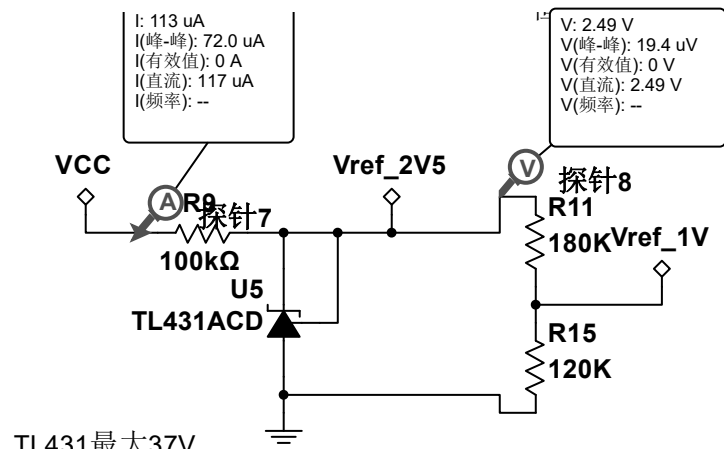 I: 113 uA
I(峰-峰): 72.0 uA
I(有效值): 0 A
I(直流): 117 uA
I(频率): --
V: 2.49 V
V(峰-峰): 19.4 uV
V(有效值): 0 V
V(直流): 2.49 V
V(频率): --
VCC
Vref_2V5
A
V
R9
探针7
探针8
100kΩ
R11
180K
Vref_1V
U5
TL431ACD
R15
120K
TL431最大37V